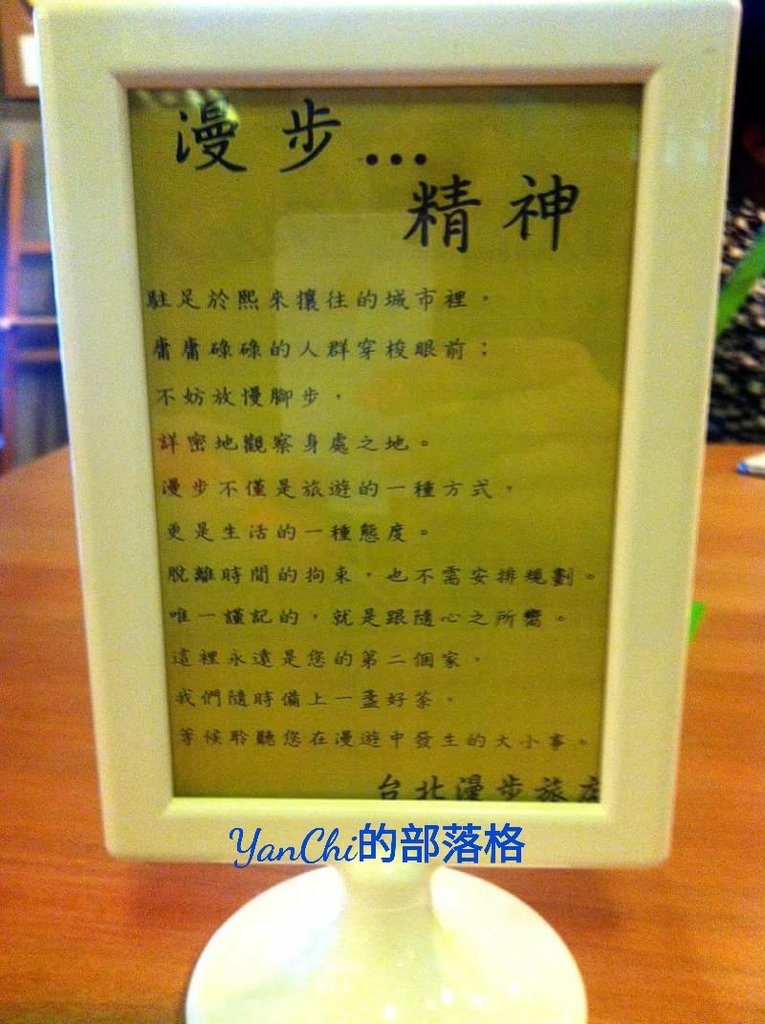 漫步...
精神
駐足於熙來攘往的城市裡，
庸庸碌碌的人群穿梭眼前；
不妨放慢腳步，
詳密地觀察身處之地。
漫步不僅是旅遊的一種方式，
更是生活的一種態度。
脫離時間的拘束，也不需安排規劃。
唯一謹記的，就是跟隨心之所嚮。
這裡永遠是您的第二個家，
我們隨時備上一盞好茶，
等候聆聽您在漫遊中發生的大小事。
台北漫步旅店
YanChi的部落格